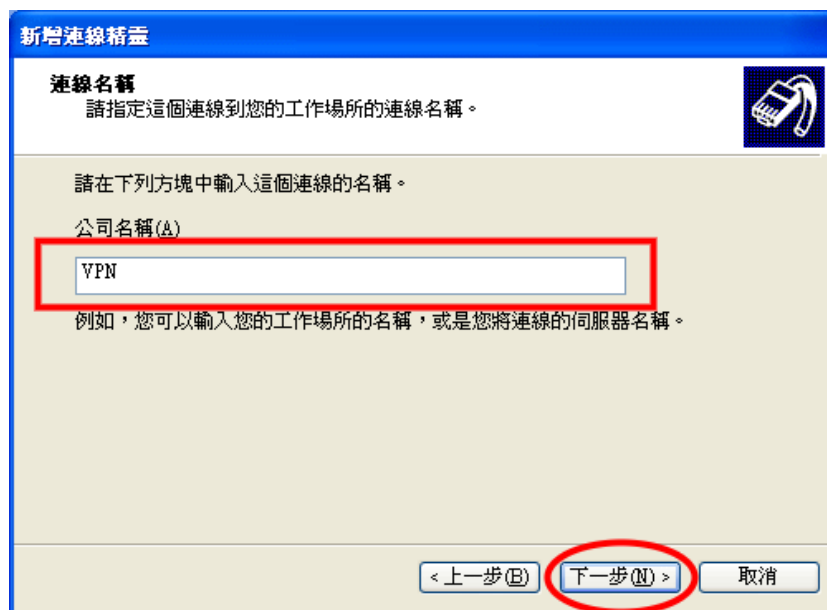 新增連線精靈
連線名稱
請指定這個連線到您的工作場所的連線名稱。
請在下列方塊中輸入這個連線的名稱。
公司名稱(A)
VPN
例如，您可以輸入您的工作場所的名稱，或是您將連線的伺服器名稱。
< 上一步(B) 下一步(N) > 取消